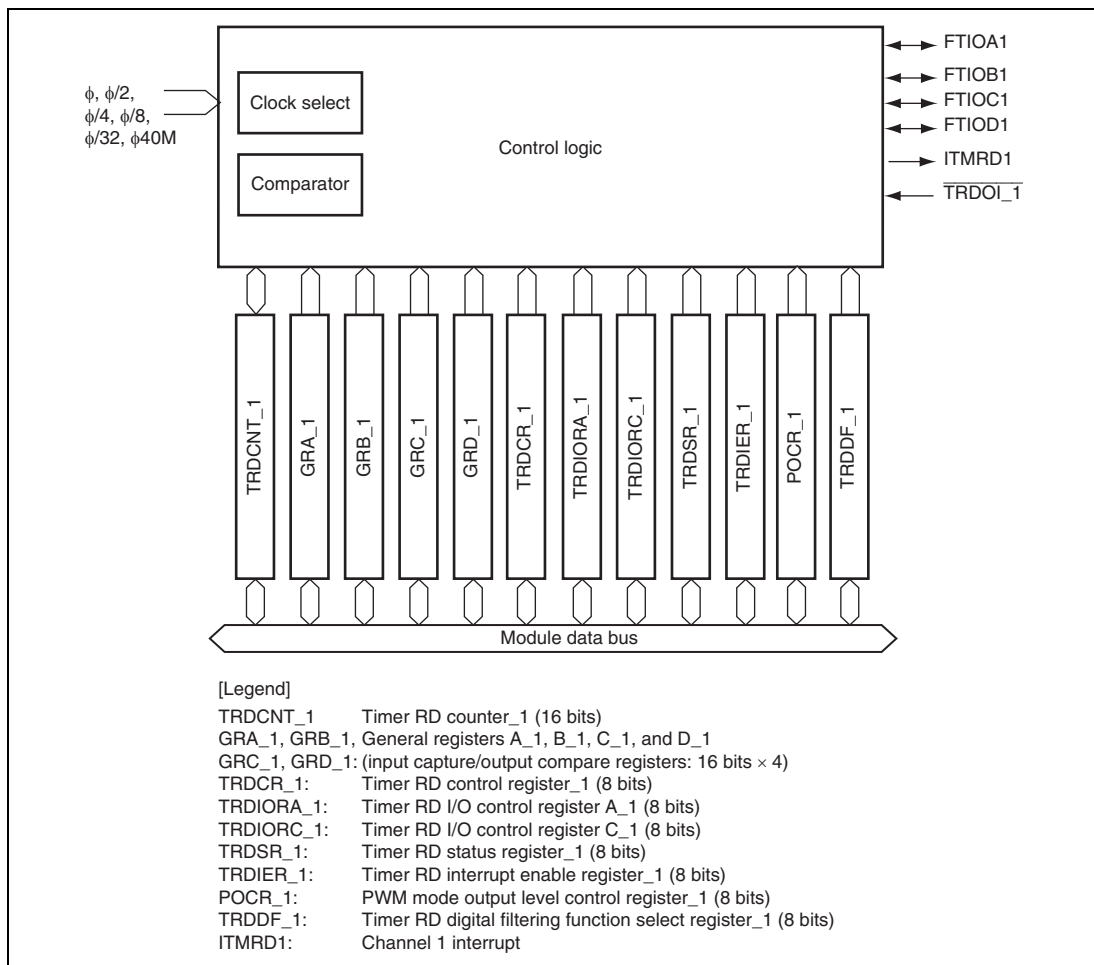 φ, φ/2,
φ/4, φ/8,
φ/32, φ40M
Clock select
Comparator
Control logic
FTIOA1
FTIOB1
FTIOC1
FTIOD1
ITMRD1
TRDOI_1
TRDCNT_1
GRA_1
GRB_1
GRC_1
GRD_1
TRDCR_1
TRDIORA_1
TRDIORC_1
TRDSR_1
TRDIER_1
POCR_1
TRDDF_1
Module data bus
[Legend]
TRDCNT_1 Timer RD counter_1 (16 bits)
GRA_1, GRB_1, General registers A_1, B_1, C_1, and D_1
GRC_1, GRD_1: (input capture/output compare registers: 16 bits × 4)
TRDCR_1: Timer RD control register_1 (8 bits)
TRDIORA_1: Timer RD I/O control register A_1 (8 bits)
TRDIORC_1: Timer RD I/O control register C_1 (8 bits)
TRDSR_1: Timer RD status register_1 (8 bits)
TRDIER_1: Timer RD interrupt enable register_1 (8 bits)
POCR_1: PWM mode output level control register_1 (8 bits)
TRDDF_1: Timer RD digital filtering function select register_1 (8 bits)
ITMRD1: Channel 1 interrupt